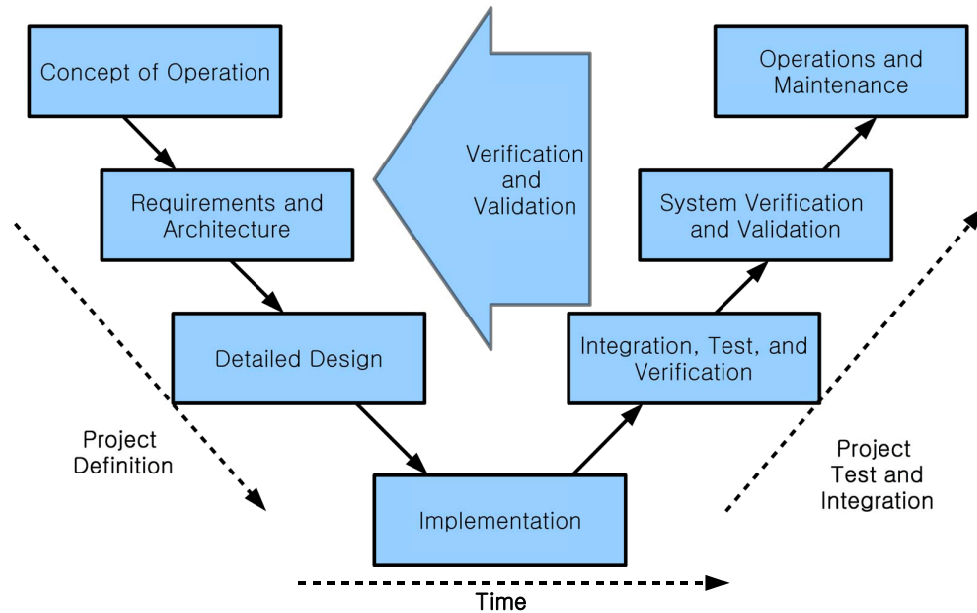 Concept of Operation
Operations and
Maintenance
Verification
and
Validation
Requirements and
Architecture
System Verification
and Validation
Detailed Design
Integration, Test, and
Verification
Project
Definition
Project
Test and
Integration
Implementation
Time